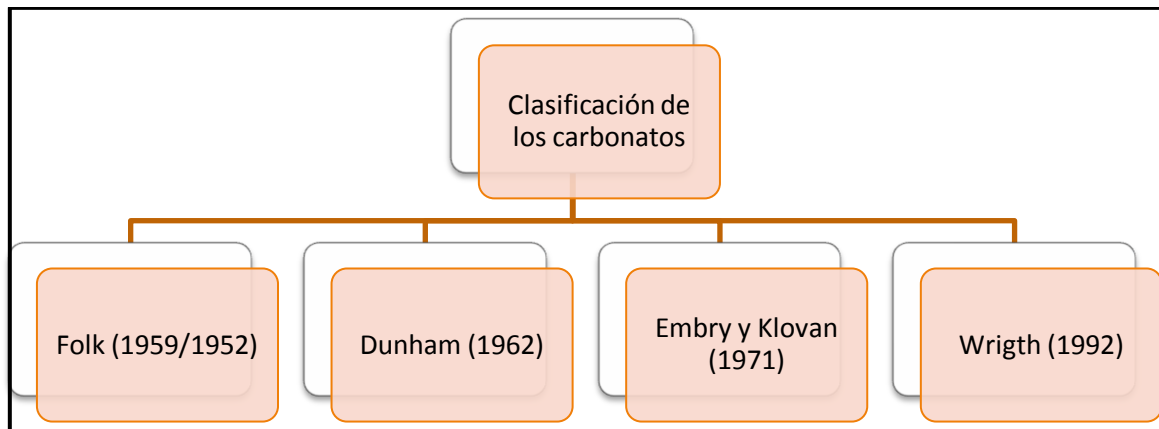 Clasificación de
los carbonatos
Folk (1959/1952)
Dunham (1962)
Embry y Klovan
(1971)
Wrigth (1992)